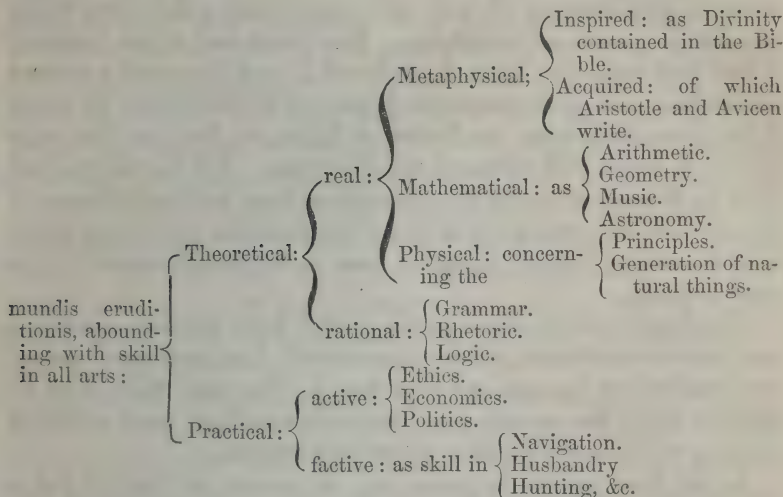 Inspired: as Divinity
contained in the Bi-
ble.
Metaphysical;
Acquired: of which
Aristotle and Avicen
write.
real:
Arithmetic.
Geometry.
Mathematical: as
Music.
Astronomy.
Theoretical:
Physical: concern-
ing the
Principles.
Generation of na-
tural things.
mundis erudi-
tionis, abound-
ing with skill
in all arts:
rational:
Grammar.
Rhetoric.
Logic.
Practical:
active:
Ethics.
Economics.
Politics.
factive: as skill in
Navigation.
Husbandry
Hunting, &c.